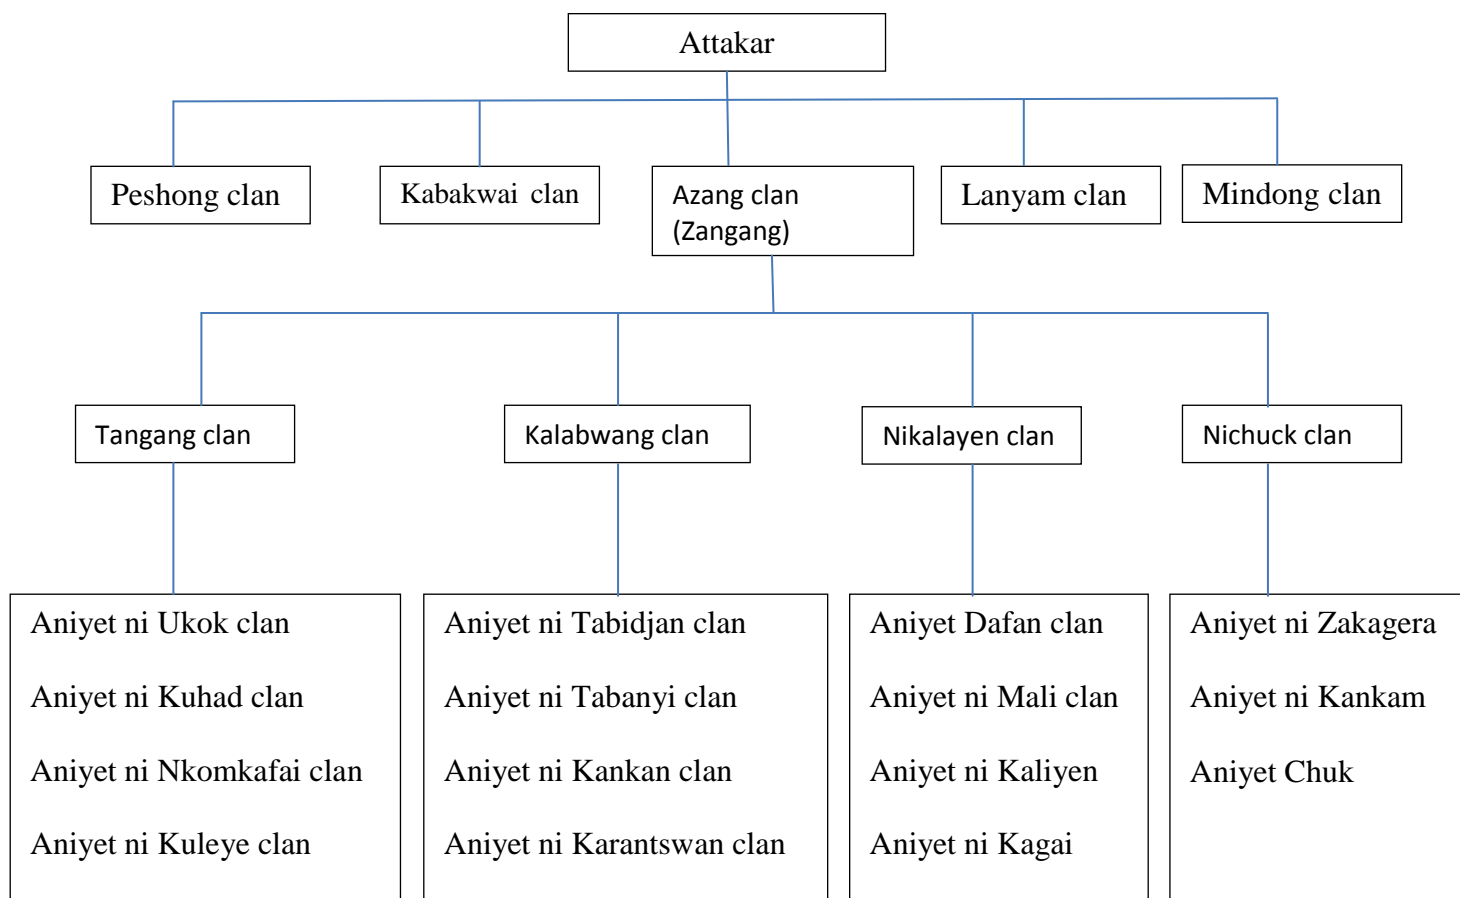 Attakar
Peshong clan
Kabakwai clan
Azang clan
(Zangang)
Lanyam clan
Mindong clan
Tangang clan
Kalabwang clan
Nikalayen clan
Nichuck clan
Aniyet ni Ukok clan
Aniyet ni Kuhad clan
Aniyet ni Nkomkafai clan
Aniyet ni Kuleye clan
Aniyet ni Tabidjan clan
Aniyet ni Tabanyi clan
Aniyet ni Kankan clan
Aniyet ni Karantswan clan
Aniyet Dafan clan
Aniyet ni Mali clan
Aniyet ni Kaliyen
Aniyet ni Kagai
Aniyet ni Zakagera
Aniyet ni Kankam
Aniyet Chuk